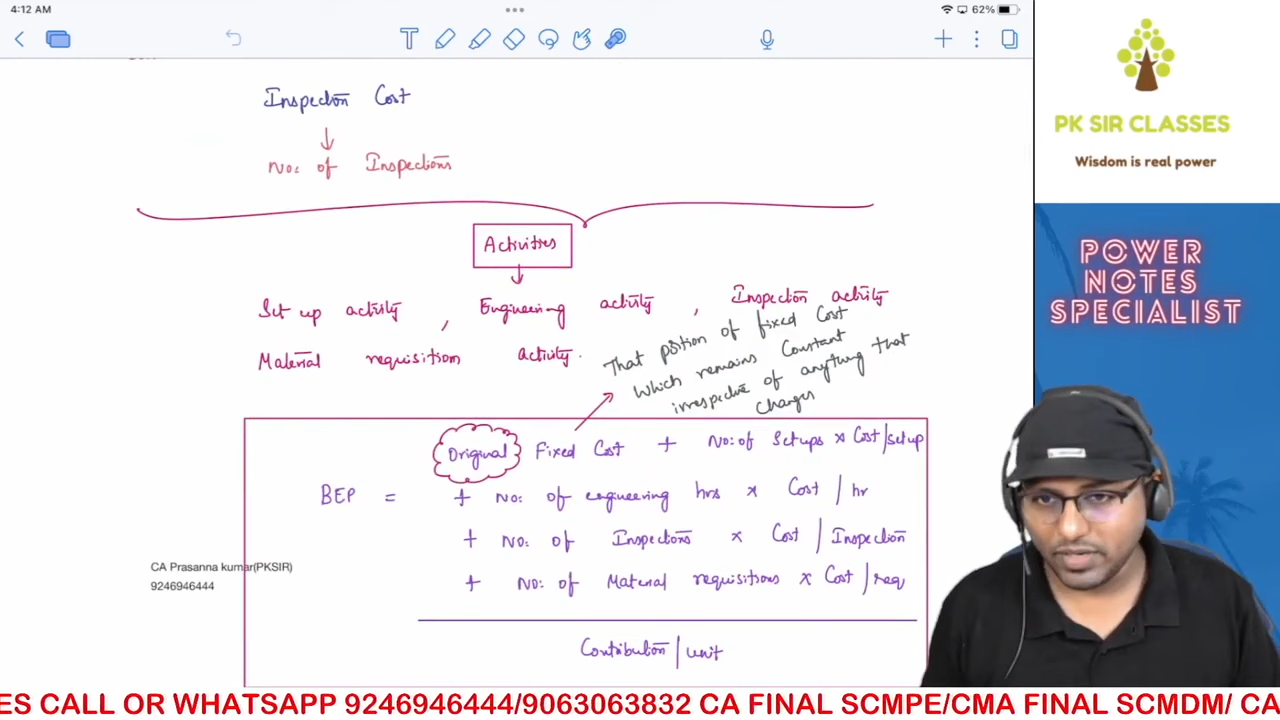 4:12 AM
62%
Inspection Cost
No: of Inspections
Activities
Set up activity, Engineering activity, Inspection activity
Material requisition activity.
That portion of fixed Cost
Which remains Constant
irrespective of anything that
changes
Original Fixed Cost + No: of Setups x Cost/setup
BEP = + No: of engineering hrs x Cost / hr
+ No: of Inspections x Cost / Inspection
+ No: of Material requisitions x Cost /req
Contribution / unit
CA Prasanna kumar(PKSIR)
9246946444
PK SIR CLASSES
Wisdom is real power
POWER
NOTES
SPECIALIST
ES CALL OR WHATSAPP 9246946444/9063063832 CA FINAL SCMPE/CMA FINAL SCMDM/ CA